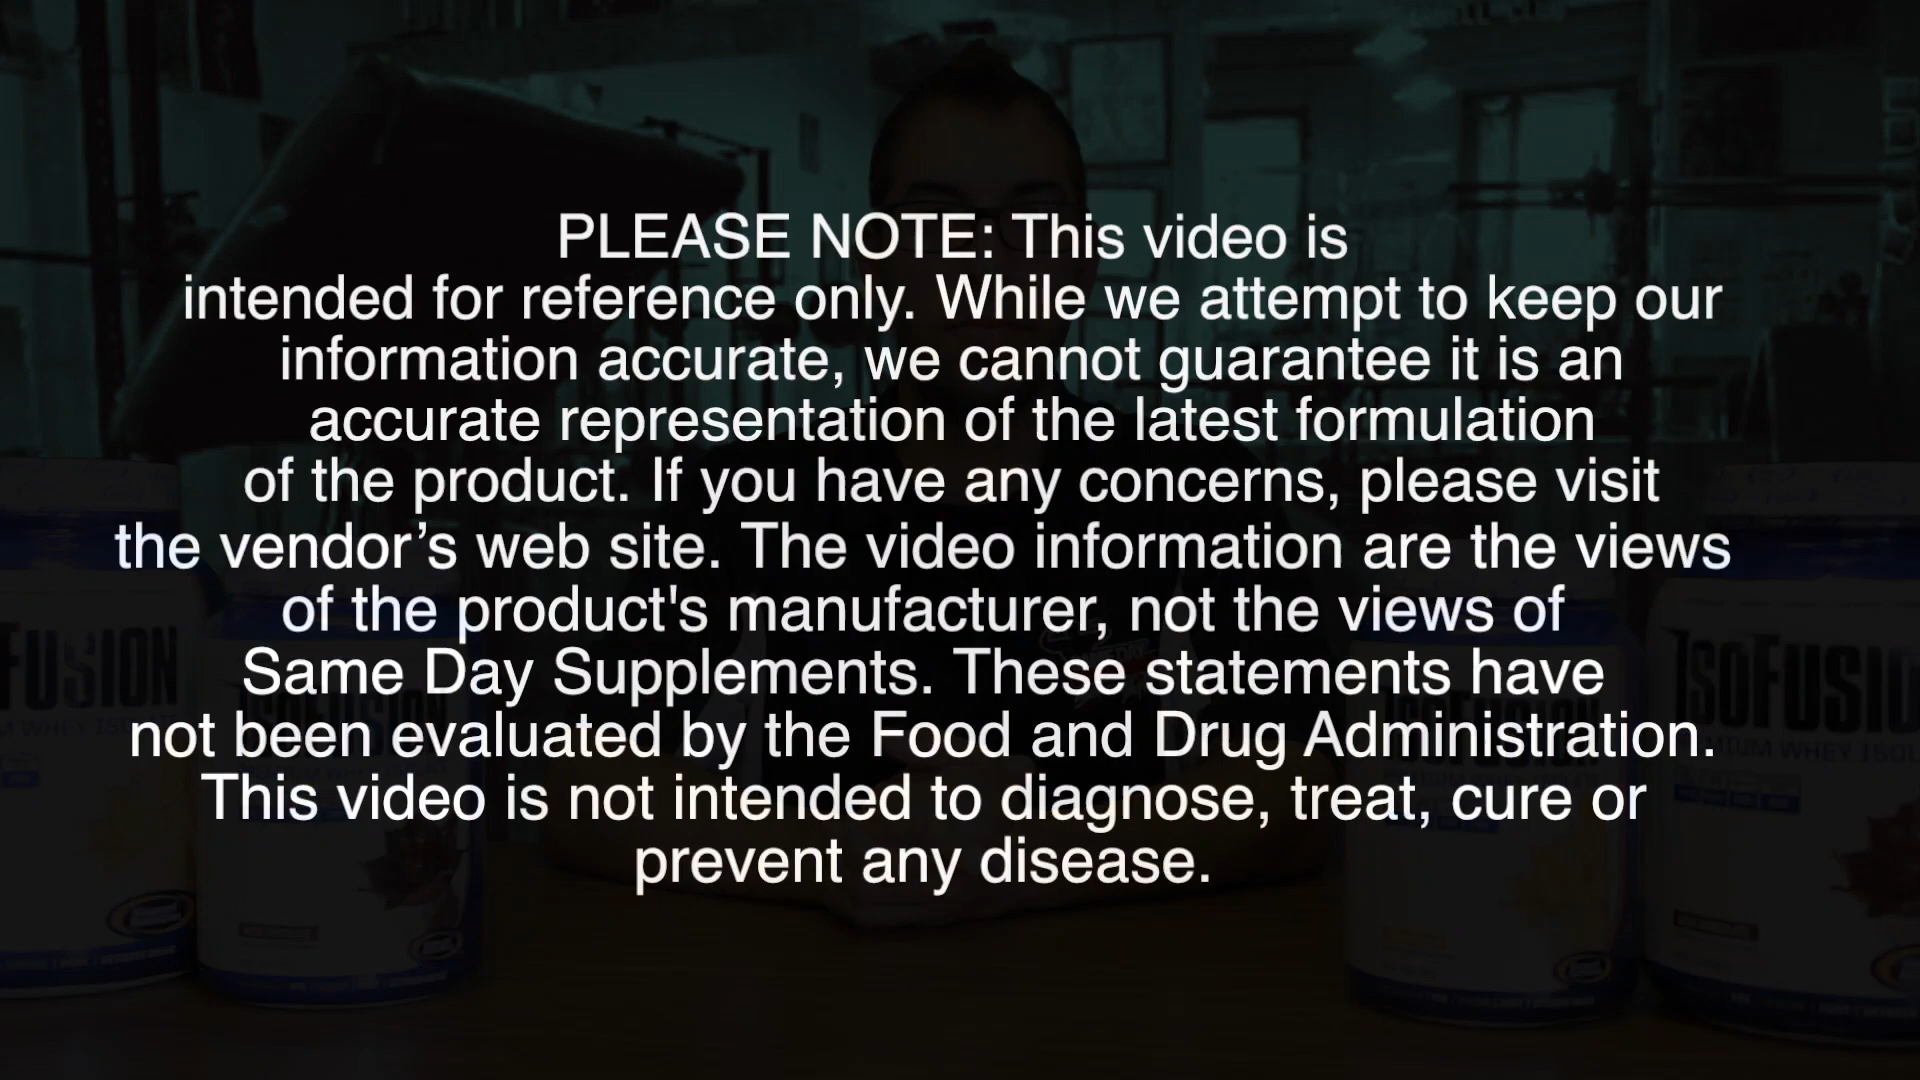 PLEASE NOTE: This video is
intended for reference only. While we attempt to keep our
information accurate, we cannot guarantee it is an
accurate representation of the latest formulation
of the product. If you have any concerns, please visit
the vendor’s web site. The video information are the views
of the product's manufacturer, not the views of
Same Day Supplements. These statements have
not been evaluated by the Food and Drug Administration.
This video is not intended to diagnose, treat, cure or
prevent any disease.
FUSION
ISOFUSIO